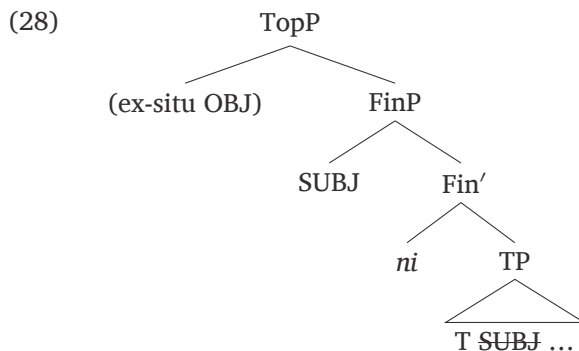 (28) TopP
(ex-situ OBJ) FinP
SUBJ Fin′
ni TP
T SUBJ …